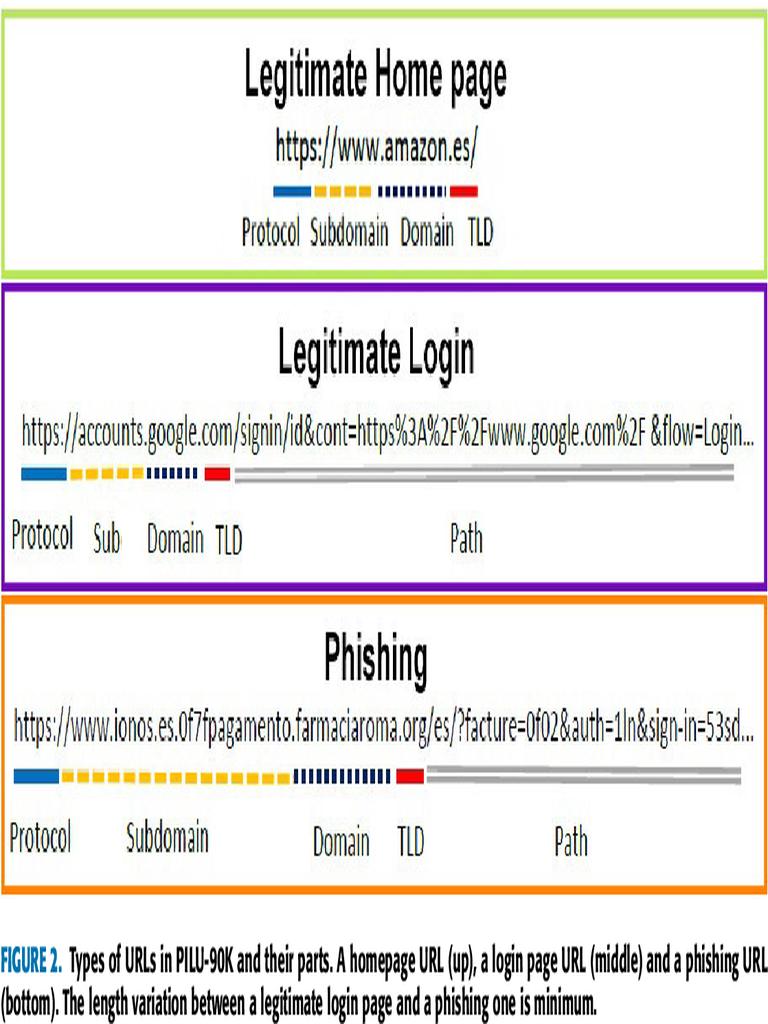 Legitimate Home page
https://www.amazon.es/
Protocol Subdomain Domain TLD
Legitimate Login
https://accounts.google.com/signin/id&cont=https%3A%2F%2Fwww.google.com%2F &flow=Login...
Protocol Sub Domain TLD Path
Phishing
https://www.ionos.es.0f7fpagamento.farmaciaroma.org/es/?facture=0f02&auth=1ln&sign-in=53sd...
Protocol Subdomain Domain TLD Path
FIGURE 2. Types of URLs in PILU-90K and their parts. A homepage URL (up), a login page URL (middle) and a phishing URL
(bottom). The length variation between a legitimate login page and a phishing one is minimum.